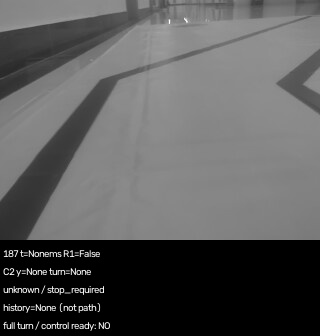 187 t=Nonems R1=False
C2 y=None turn=None
unknown / stop_required
history=None (not path)
full turn / control ready: NO